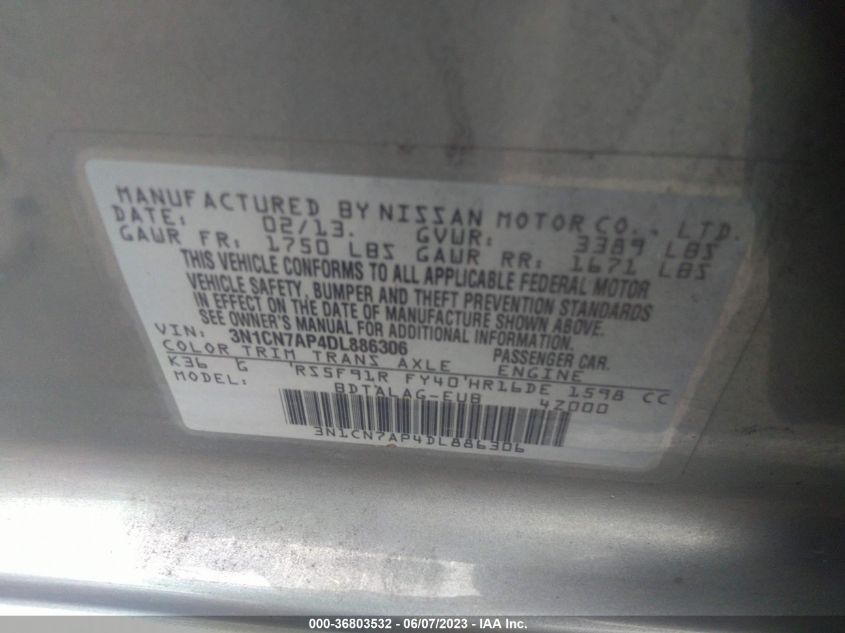 MANUFACTURED BY NISSAN MOTOR CO., LTD.
DATE: 02/13. GVWR: 3389 LBS
GAWR FR: 1750 LBS GAWR RR: 1671 LBS
THIS VEHICLE CONFORMS TO ALL APPLICABLE FEDERAL MOTOR
VEHICLE SAFETY, BUMPER AND THEFT PREVENTION STANDARDS
IN EFFECT ON THE DATE OF MANUFACTURE SHOWN ABOVE.
SEE OWNER'S MANUAL FOR ADDITIONAL INFORMATION.
VIN: 3N1CN7AP4DL886306 PASSENGER CAR.
COLOR TRIM TRANS AXLE ENGINE
K36 G 'RS5F91R FY40'HR16DE 1598 CC
MODEL: BDTALAG-EUB 4Z000
3N1CN7AP4DL886306
000-36803532 - 06/07/2023 - IAA Inc.